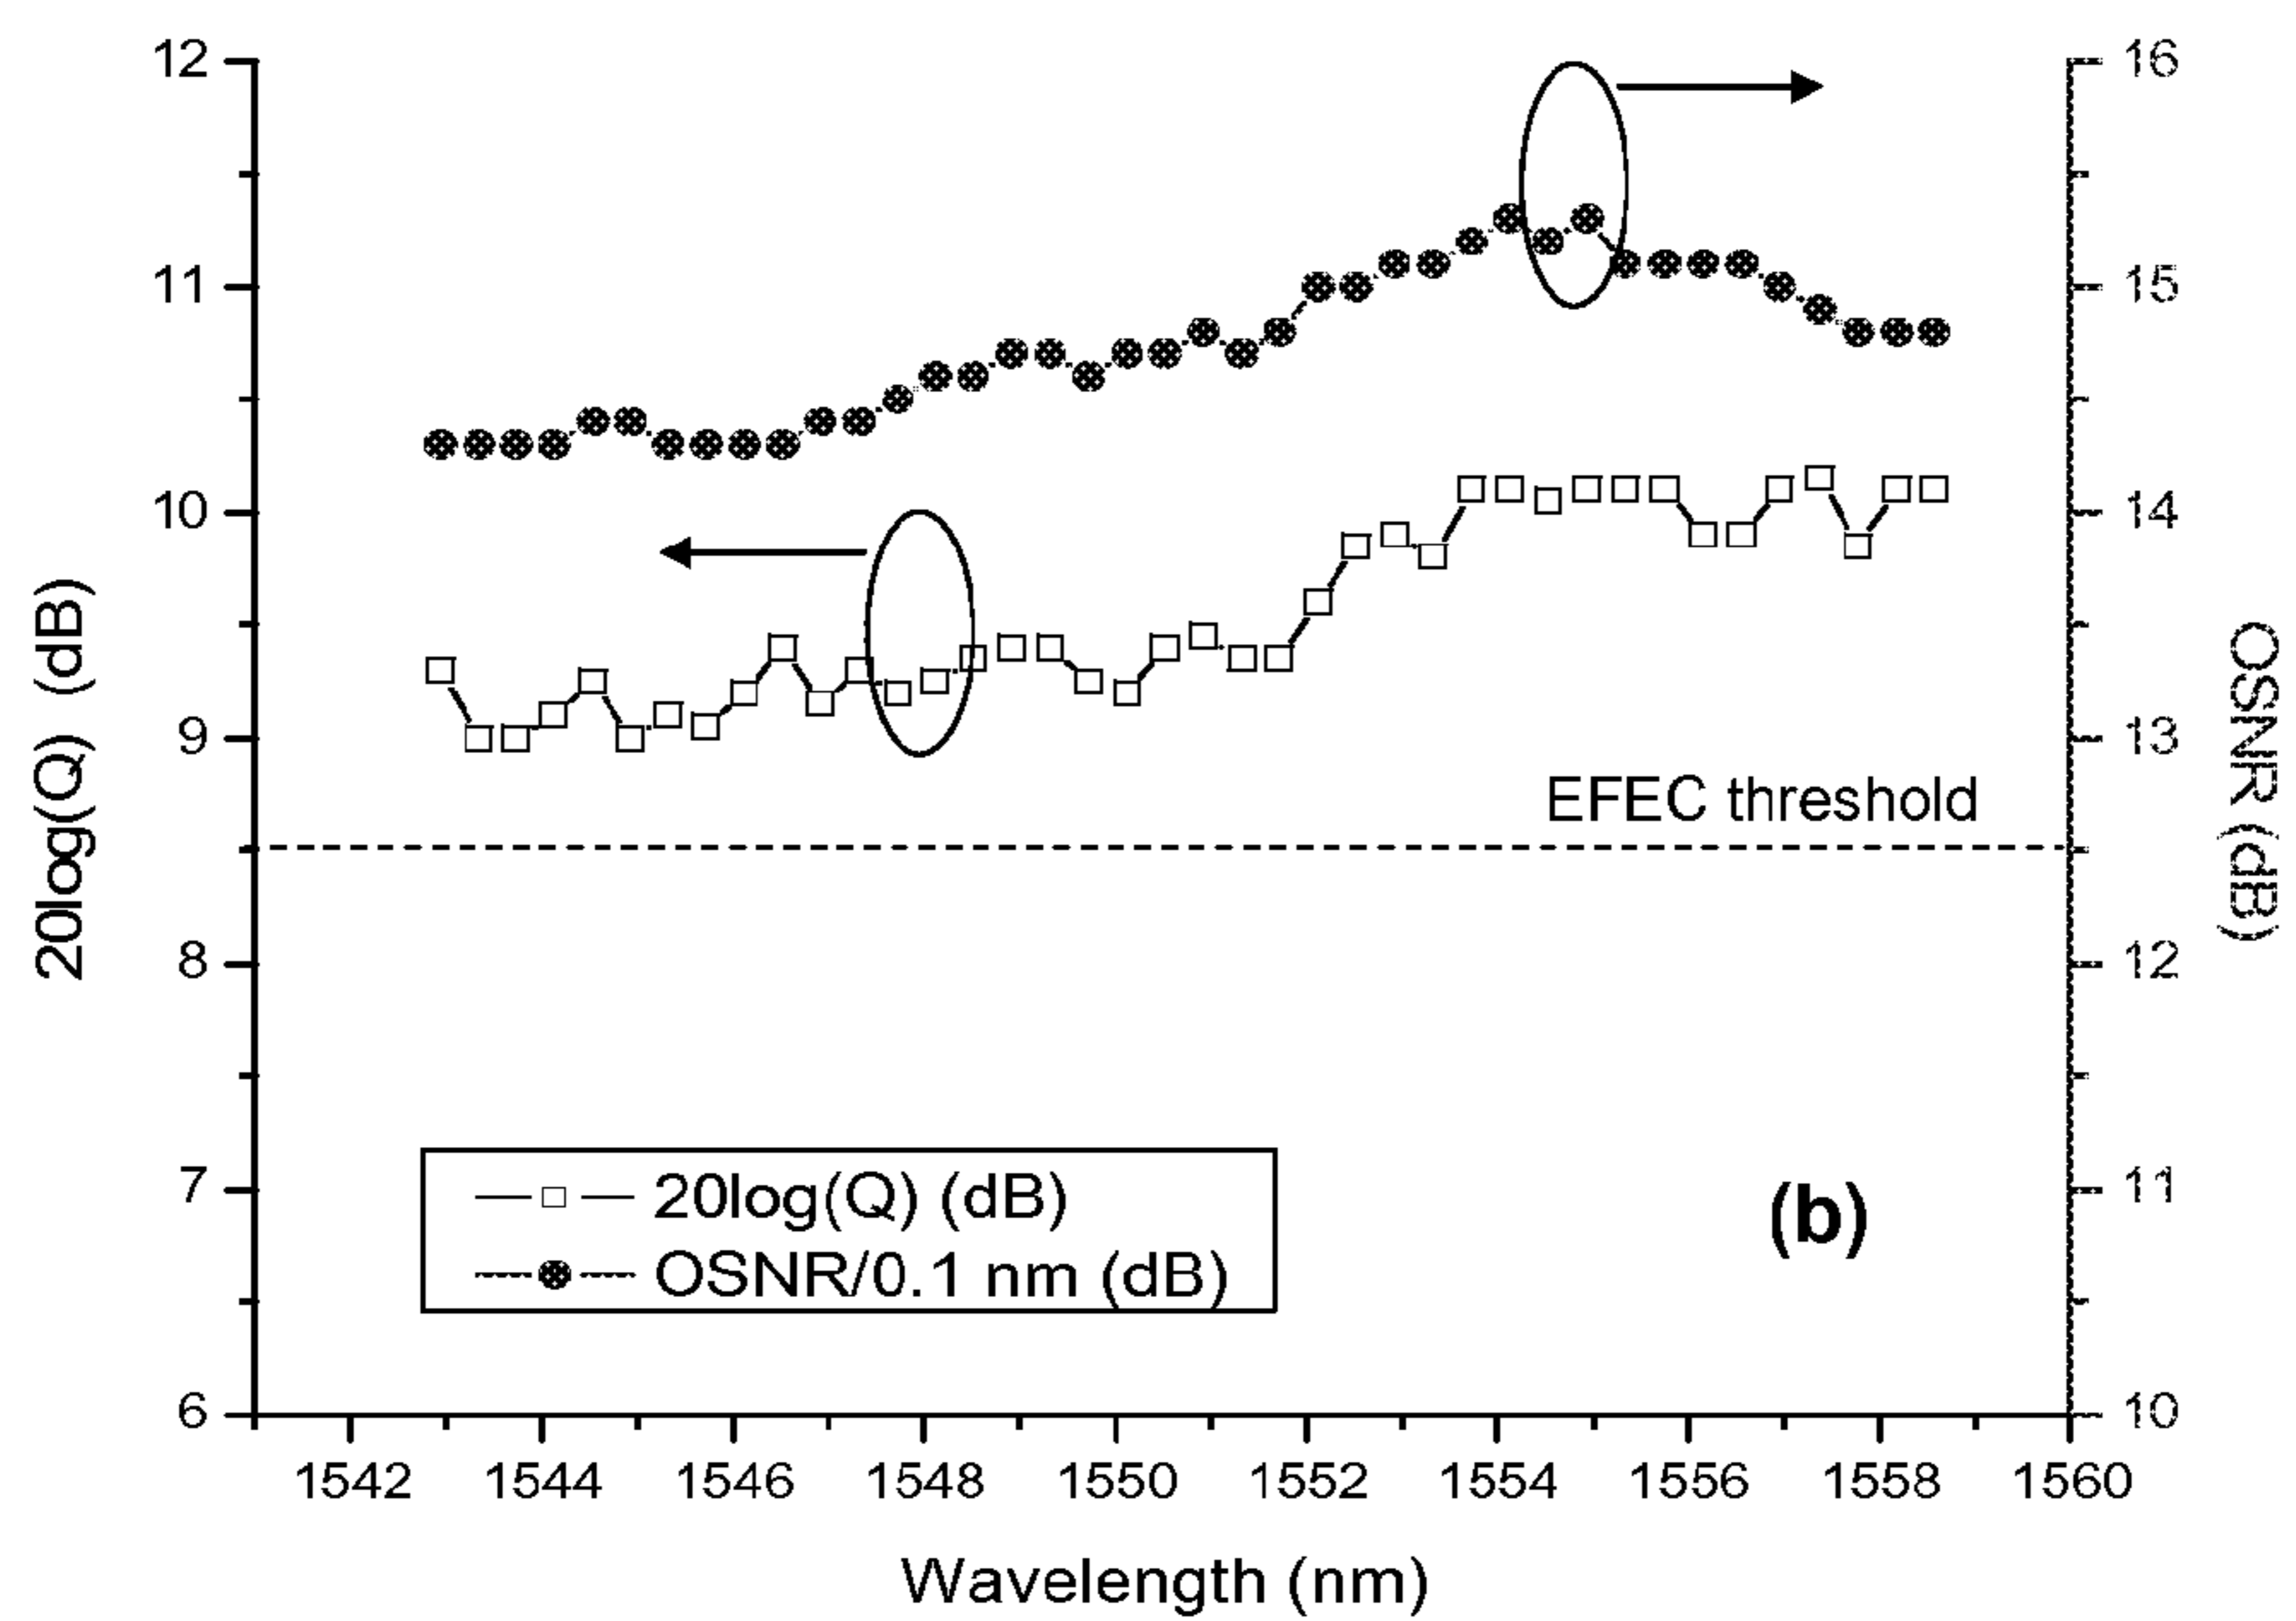 12
11
10
9
8
7
6
20log(Q) (dB)
16
15
14
13
12
11
10
OSNR (dB)
EFEC threshold
20log(Q) (dB)
OSNR/0.1 nm (dB)
(b)
1542 1544 1546 1548 1550 1552 1554 1556 1558 1560
Wavelength (nm)